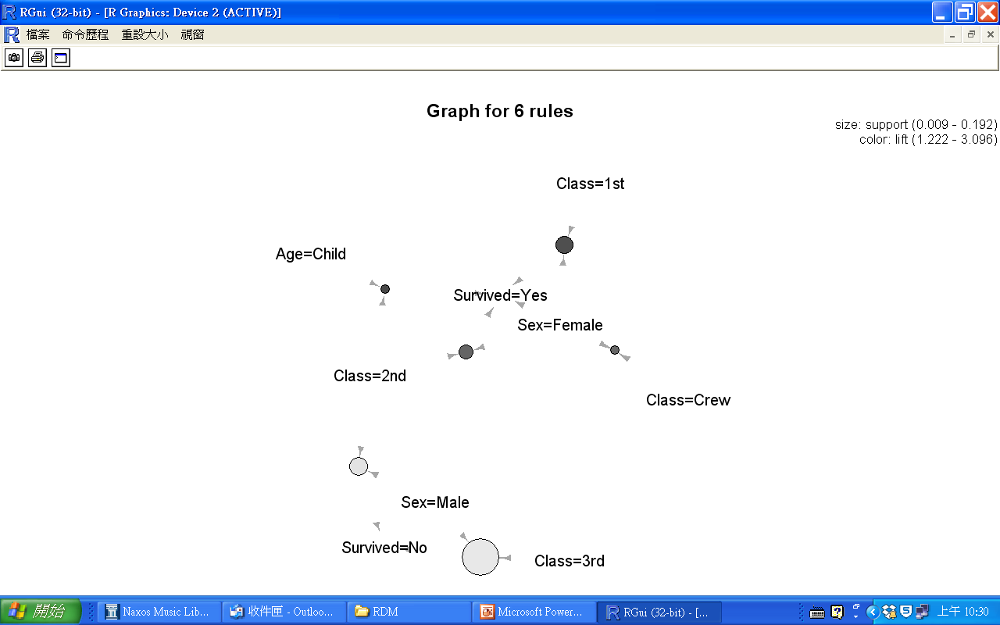 RGui (32-bit) - [R Graphics: Device 2 (ACTIVE)]
檔案 命令歷程 重設大小 視窗
Graph for 6 rules
size: support (0.009 - 0.192)
color: lift (1.222 - 3.096)
Class=1st
Age=Child
Survived=Yes
Sex=Female
Class=2nd
Class=Crew
Sex=Male
Survived=No
Class=3rd
開始 Naxos Music Lib... 收件匣 - Outloo... RDM Microsoft Power... RGui (32-bit) - [... 上午 10:30